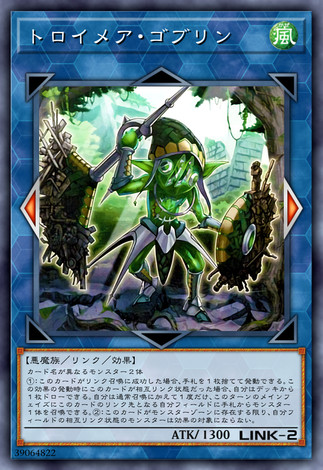 トロイメア・ゴブリン
風
【悪魔族／リンク／効果】
カード名が異なるモンスター２体
①：このカードがリンク召喚に成功した場合、手札を１枚捨てて発動できる。こ
の効果の発動時にこのカードが相互リンク状態だった場合、自分はデッキから
１枚ドローできる。自分は通常召喚に加えて１度だけ、このターンのメインフ
ェイズにこのカードのリンク先となる自分フィールドに手札からモンスター
１体を召喚できる。②：このカードがモンスターゾーンに存在する限り、自分フィ
ールドの相互リンク状態のモンスターは効果の対象にならない。
ATK/ 1300 LINK-2
39064822